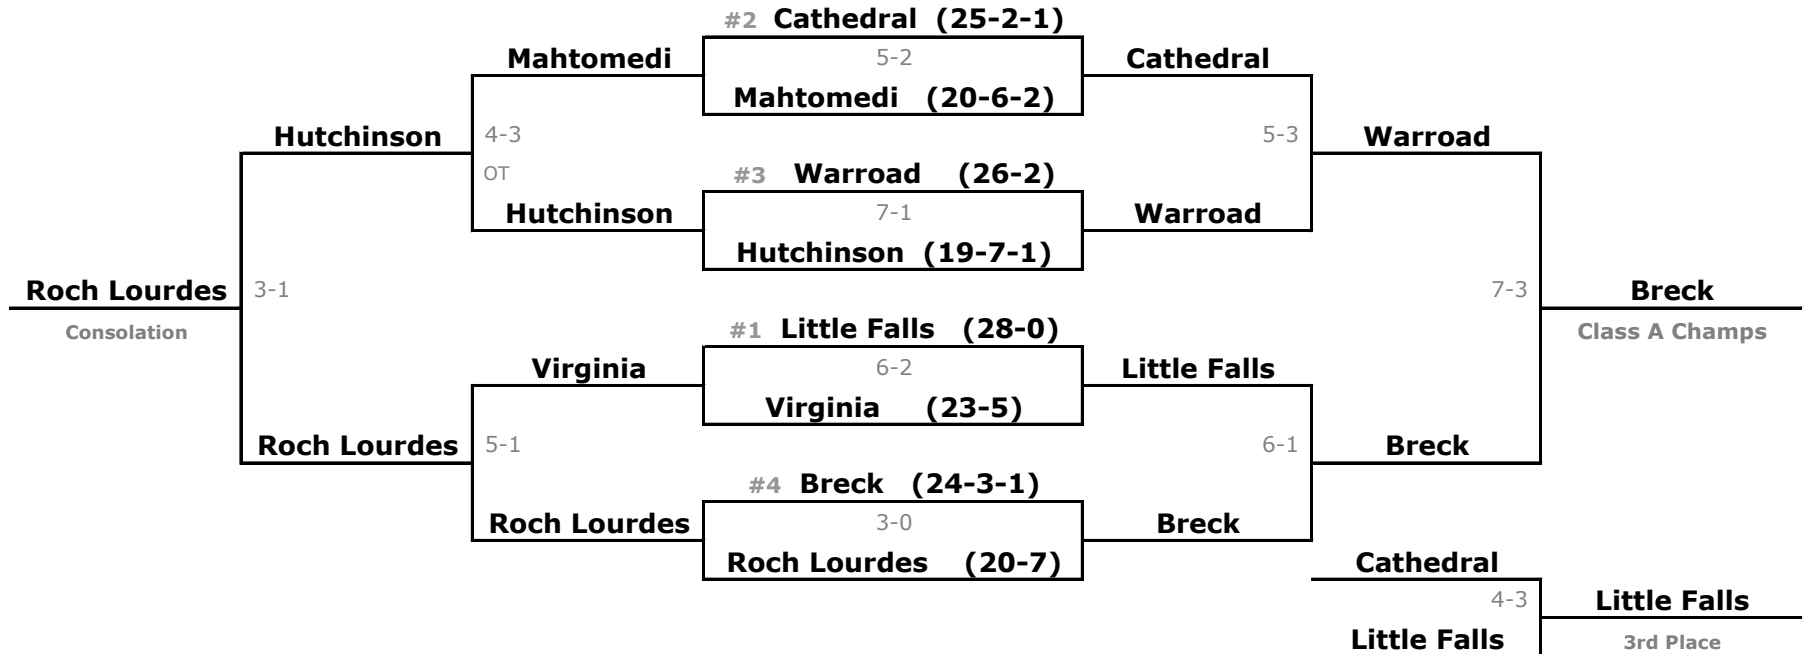 #2 Cathedral (25-2-1)
Mahtomedi 5-2 Cathedral
Mahtomedi (20-6-2)
Hutchinson 4-3 5-3 Warroad
OT #3 Warroad (26-2)
Hutchinson 7-1 Warroad
Hutchinson (19-7-1)
Roch Lourdes 3-1 7-3 Breck
Consolation #1 Little Falls (28-0) Class A Champs
Virginia 6-2 Little Falls
Virginia (23-5)
Roch Lourdes 5-1 6-1 Breck
#4 Breck (24-3-1)
Roch Lourdes 3-0 Breck
Roch Lourdes (20-7) Cathedral
4-3 Little Falls
Little Falls 3rd Place